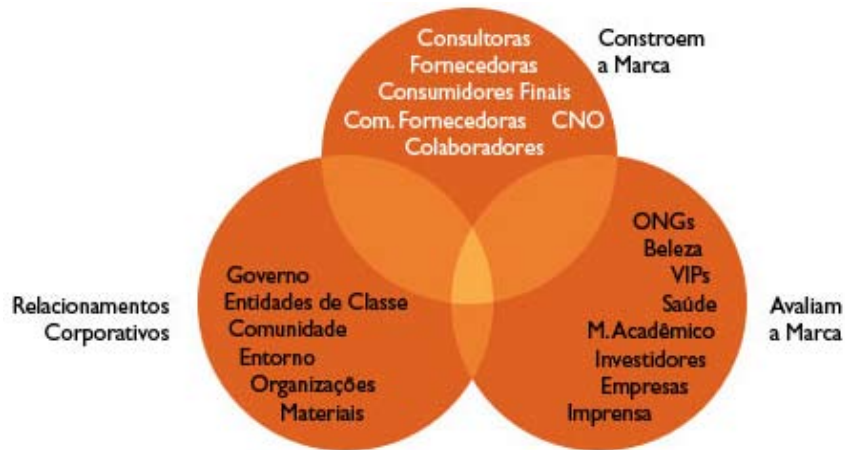 Consultoras
Fornecedoras
Consumidores Finais
Com. Fornecedoras CNO
Colaboradores
Constroem
a Marca
Relacionamentos
Corporativos
Governo
Entidades de Classe
Comunidade
Entorno
Organizações
Materiais
ONGs
Beleza
VIPs
Saúde
M. Acadêmico
Investidores
Empresas
Imprensa
Avaliam
a Marca